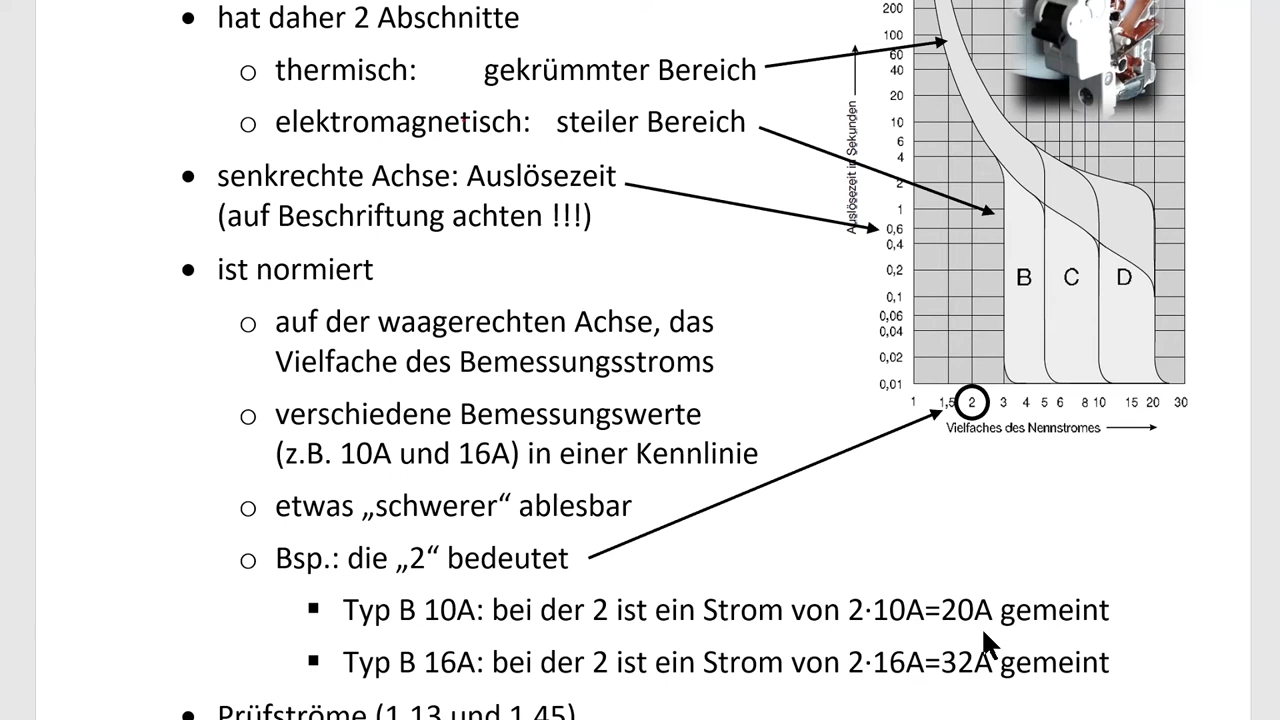 hat daher 2 Abschnitte
thermisch: gekrümmter Bereich
elektromagnetisch: steiler Bereich
senkrechte Achse: Auslösezeit
(auf Beschriftung achten !!!)
ist normiert
auf der waagerechten Achse, das
Vielfache des Bemessungsstroms
verschiedene Bemessungswerte
(z.B. 10A und 16A) in einer Kennlinie
etwas „schwerer“ ablesbar
Bsp.: die „2“ bedeutet
Typ B 10A: bei der 2 ist ein Strom von 2·10A=20A gemeint
Typ B 16A: bei der 2 ist ein Strom von 2·16A=32A gemeint
Prüfströme (1,13 und 1,45)
Auslösezeit in Sekunden
200
100
60
40
20
10
6
4
2
1
0,6
0,4
0,2
0,1
0,06
0,04
0,02
0,01
B C D
1 1,5 2 3 4 5 6 8 10 15 20 30
Vielfaches des Nennstromes